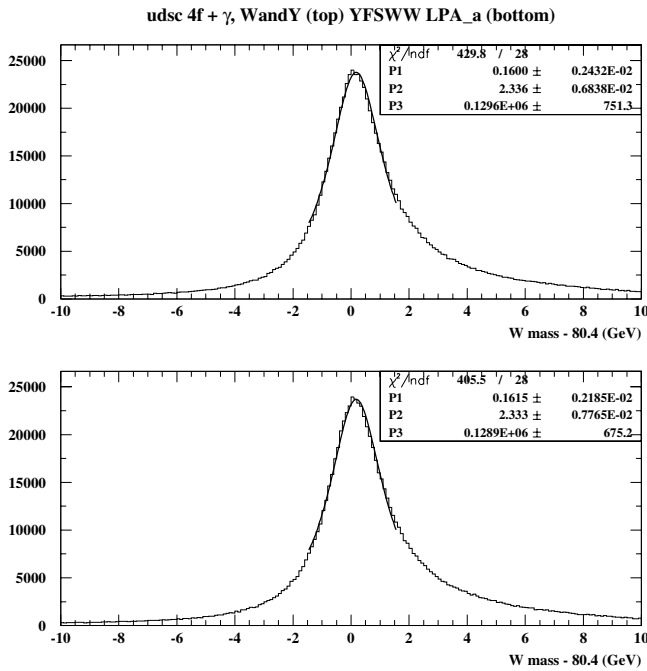 udsc 4f + γ, WandY (top) YFSWW LPA_a (bottom)
χ²/ndf 429.8 / 28
P1 0.1600 ± 0.2432E-02
P2 2.336 ± 0.6838E-02
P3 0.1296E+06 ± 751.3
25000
20000
15000
10000
5000
0
-10 -8 -6 -4 -2 0 2 4 6 8 10
W mass - 80.4 (GeV)
χ²/ndf 405.5 / 28
P1 0.1615 ± 0.2185E-02
P2 2.333 ± 0.7765E-02
P3 0.1289E+06 ± 675.2
25000
20000
15000
10000
5000
0
-10 -8 -6 -4 -2 0 2 4 6 8 10
W mass - 80.4 (GeV)